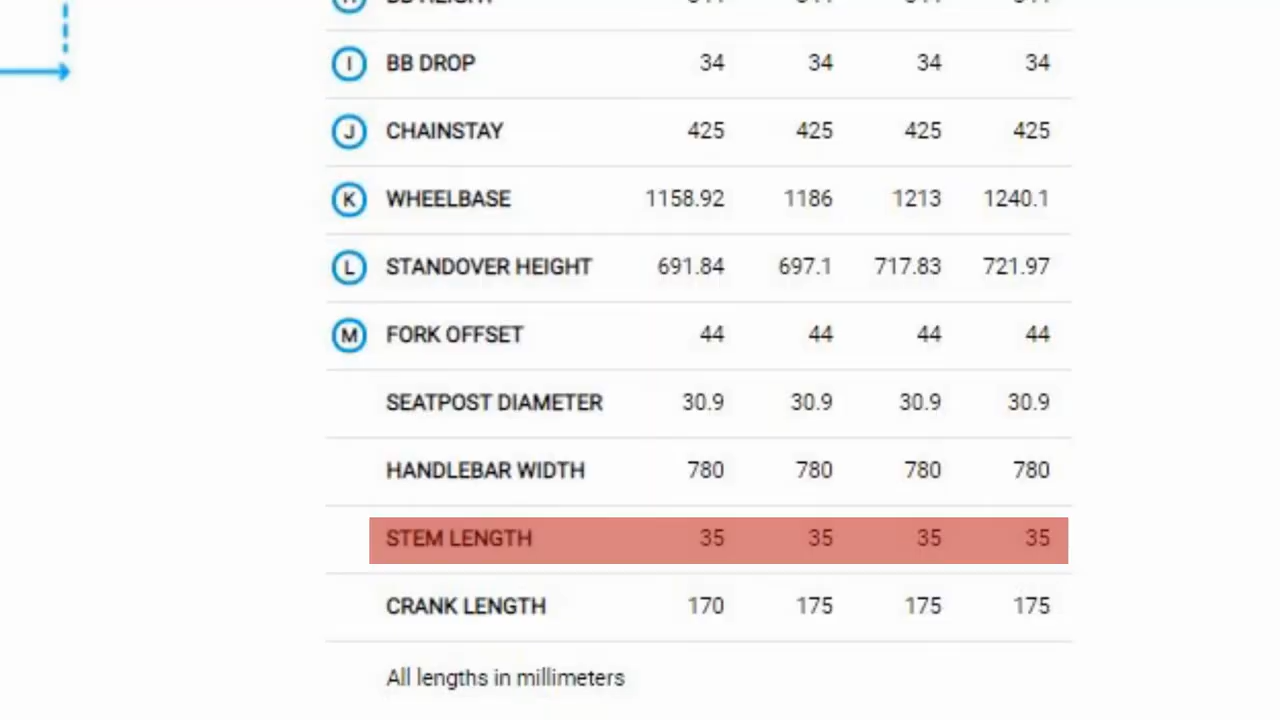 I BB DROP 34 34 34 34
J CHAINSTAY 425 425 425 425
K WHEELBASE 1158.92 1186 1213 1240.1
L STANDOVER HEIGHT 691.84 697.1 717.83 721.97
M FORK OFFSET 44 44 44 44
SEATPOST DIAMETER 30.9 30.9 30.9 30.9
HANDLEBAR WIDTH 780 780 780 780
STEM LENGTH 35 35 35 35
CRANK LENGTH 170 175 175 175
All lengths in millimeters